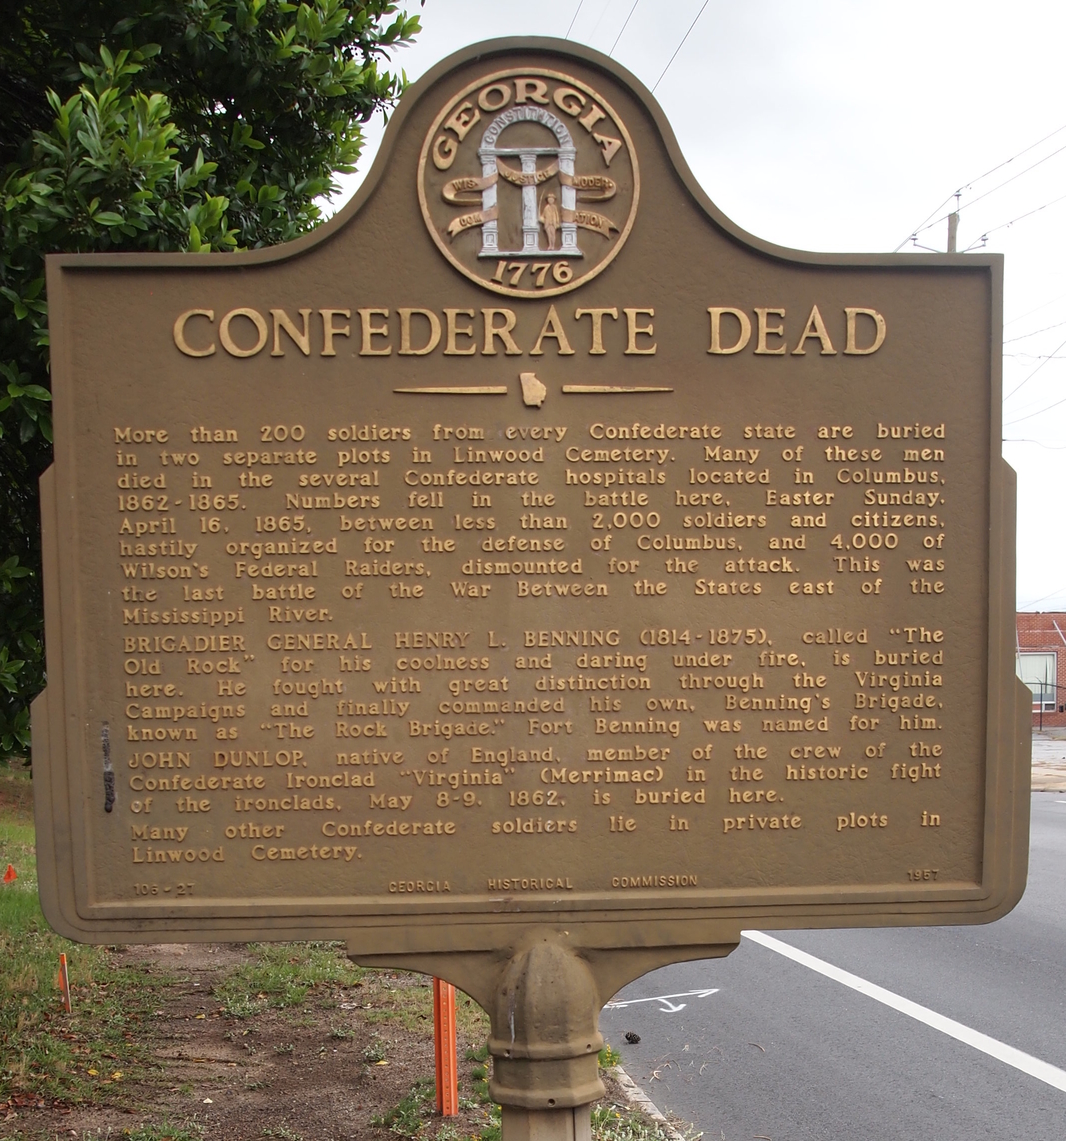 GEORGIA
CONSTITUTION
WIS JUSTICE MODER
DOM ATION
1776
CONFEDERATE DEAD
More than 200 soldiers from every Confederate state are buried
in two separate plots in Linwood Cemetery. Many of these men
died in the several Confederate hospitals located in Columbus,
1862-1865. Numbers fell in the battle here, Easter Sunday,
April 16, 1865, between less than 2,000 soldiers and citizens,
hastily organized for the defense of Columbus, and 4,000 of
Wilson's Federal Raiders, dismounted for the attack. This was
the last battle of the War Between the States east of the
Mississippi River.
BRIGADIER GENERAL HENRY L. BENNING (1814-1875), called "The
Old Rock" for his coolness and daring under fire, is buried
here. He fought with great distinction through the Virginia
Campaigns and finally commanded his own, Benning's Brigade,
known as "The Rock Brigade." Fort Benning was named for him.
JOHN DUNLOP, native of England, member of the crew of the
Confederate Ironclad "Virginia" (Merrimac) in the historic fight
of the ironclads, May 8-9, 1862, is buried here.
Many other Confederate soldiers lie in private plots in
Linwood Cemetery.
106-27 GEORGIA HISTORICAL COMMISSION 1957